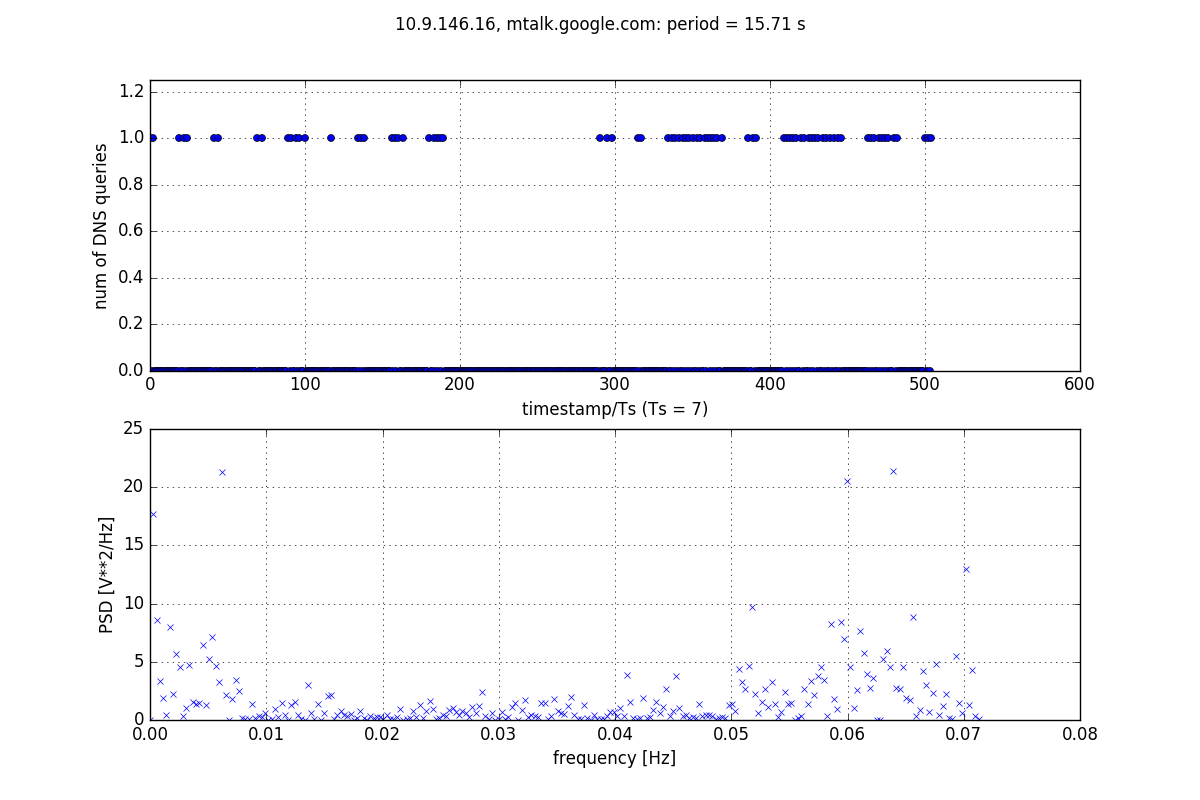 10.9.146.16, mtalk.google.com: period = 15.71 s
num of DNS queries
1.2
1.0
0.8
0.6
0.4
0.2
0.0
0 100 200 300 400 500 600
timestamp/Ts (Ts = 7)
PSD [V**2/Hz]
25
20
15
10
5
0
0.00 0.01 0.02 0.03 0.04 0.05 0.06 0.07 0.08
frequency [Hz]